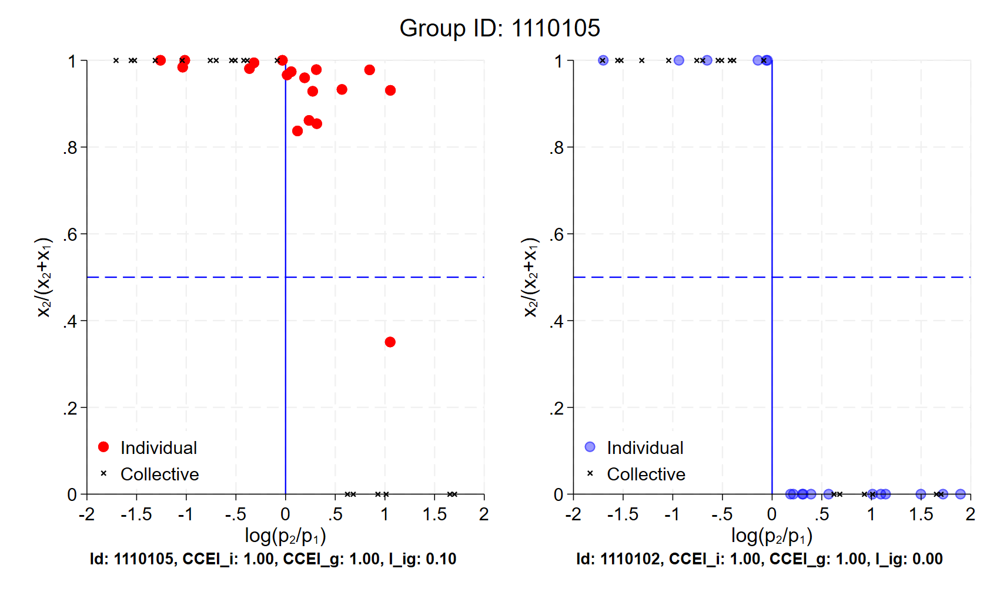 Group ID: 1110105
1
.8
.6
.4
.2
0
x₂/(x₂+x₁)
Individual
Collective
-2 -1.5 -1 -.5 0 .5 1 1.5 2
log(p₂/p₁)
Id: 1110105, CCEI_i: 1.00, CCEI_g: 1.00, I_ig: 0.10
1
.8
.6
.4
.2
0
x₂/(x₂+x₁)
Individual
Collective
-2 -1.5 -1 -.5 0 .5 1 1.5 2
log(p₂/p₁)
Id: 1110102, CCEI_i: 1.00, CCEI_g: 1.00, I_ig: 0.00